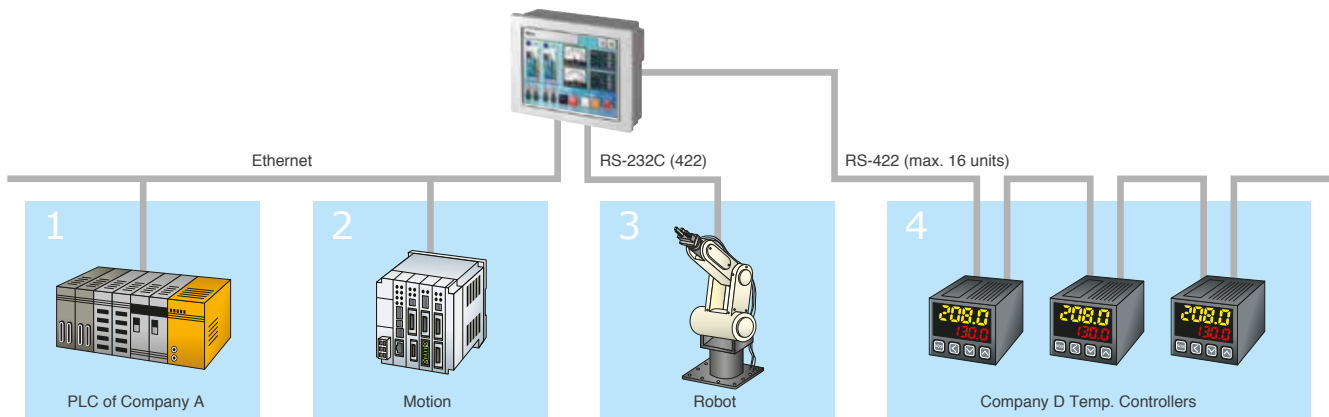 Ethernet
RS-232C (422)
RS-422 (max. 16 units)
1
2
3
4
208.0
130.0
208.0
130.0
208.0
130.0
PLC of Company A
Motion
Robot
Company D Temp. Controllers